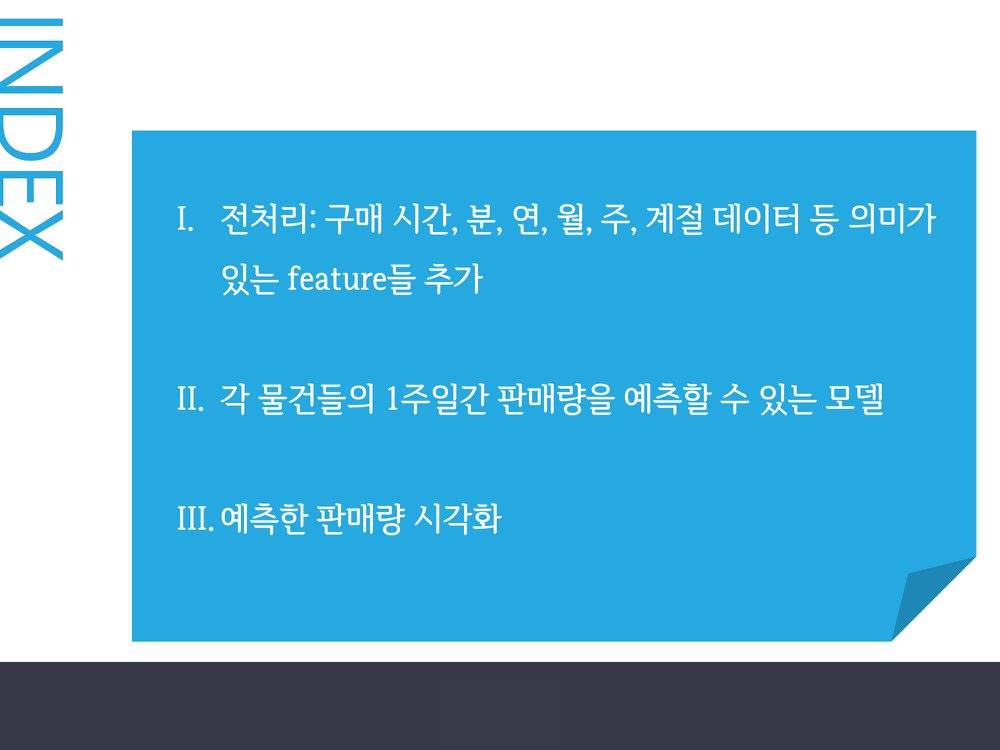 INDEX
I. 전처리: 구매 시간, 분, 연, 월, 주, 계절 데이터 등 의미가
있는 feature들 추가
II. 각 물건들의 1주일간 판매량을 예측할 수 있는 모델
III. 예측한 판매량 시각화